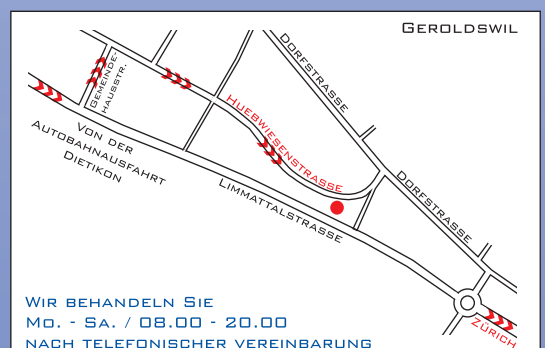 Geroldswil
Dorfstrasse
Gemeinde-
hausstr.
Huebwiesenstrasse
Von der
Autobahnausfahrt
Dietikon
Limmattalstrasse
Dorfstrasse
Zürich
Wir behandeln Sie
Mo. - Sa. / 08.00 - 20.00
nach telefonischer Vereinbarung